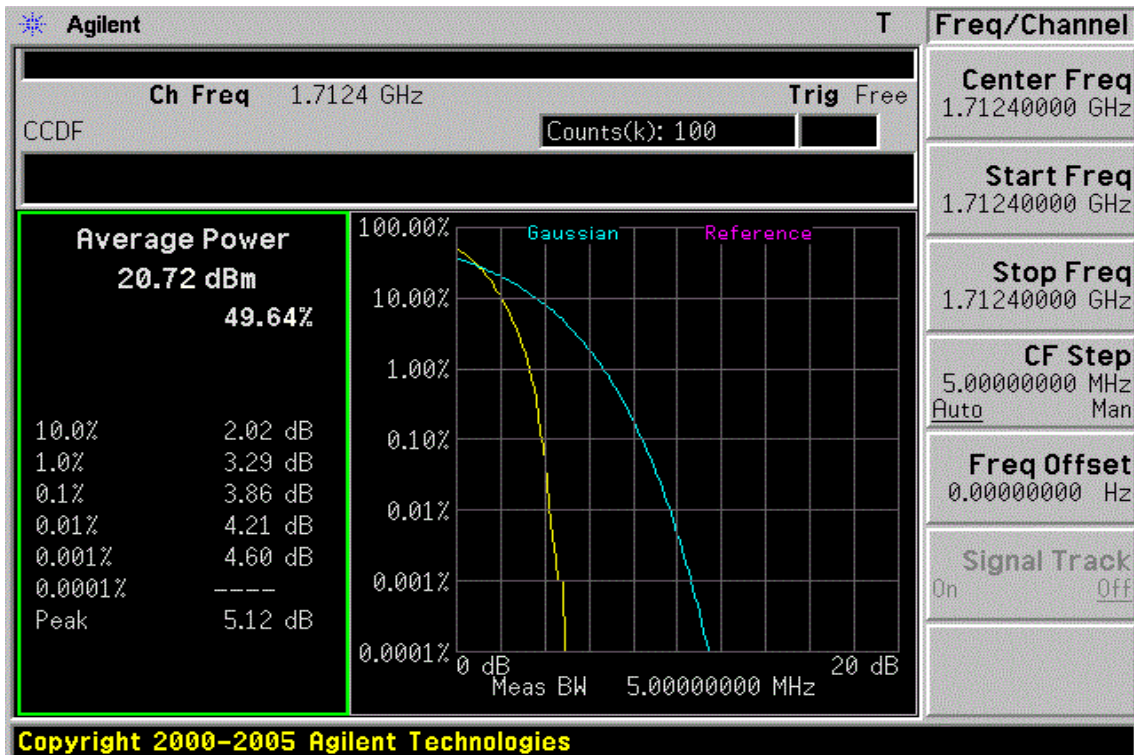 Agilent T
Ch Freq 1.7124 GHz Trig Free
CCDF Counts(k): 100
Average Power
20.72 dBm
49.64%
10.0% 2.02 dB
1.0% 3.29 dB
0.1% 3.86 dB
0.01% 4.21 dB
0.001% 4.60 dB
0.0001% ----
Peak 5.12 dB
Gaussian Reference
100.00%
10.00%
1.00%
0.10%
0.01%
0.001%
0.0001%
0 dB 20 dB
Meas BW 5.00000000 MHz
Freq/Channel
Center Freq
1.71240000 GHz
Start Freq
1.71240000 GHz
Stop Freq
1.71240000 GHz
CF Step
5.00000000 MHz
Auto Man
Freq Offset
0.00000000 Hz
Signal Track
On Off
Copyright 2000-2005 Agilent Technologies